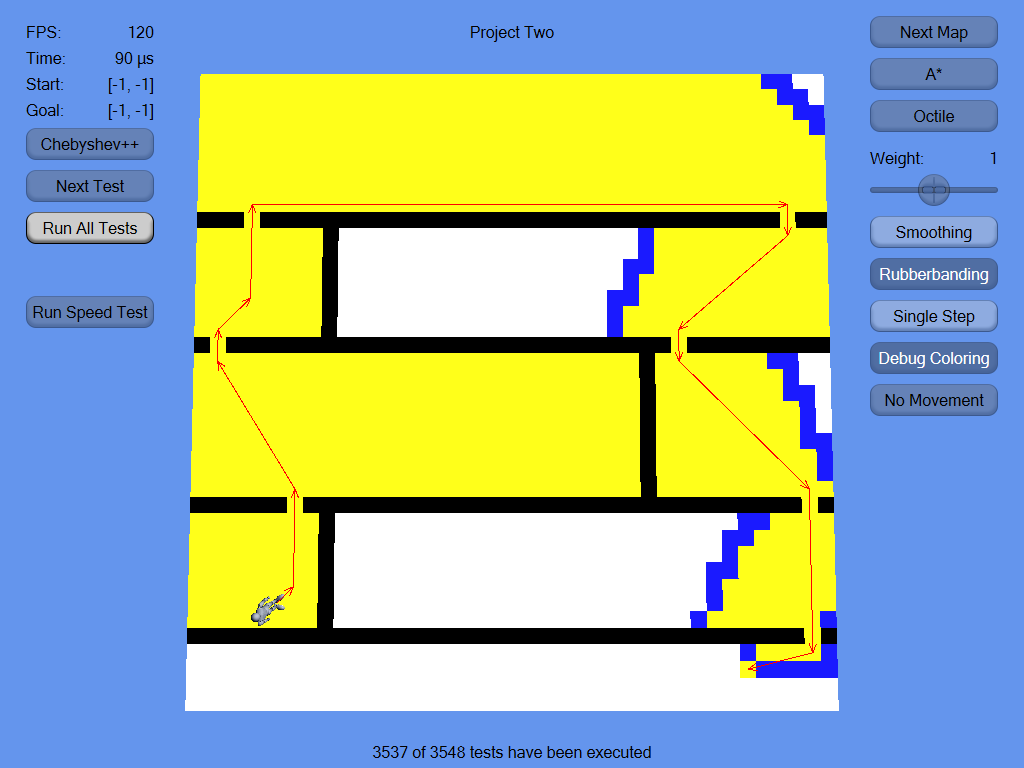 FPS: 120
Time: 90 µs
Start: [-1, -1]
Goal: [-1, -1]
Chebyshev++
Next Test
Run All Tests
Run Speed Test
Project Two
Next Map
A*
Octile
Weight: 1
Smoothing
Rubberbanding
Single Step
Debug Coloring
No Movement
3537 of 3548 tests have been executed